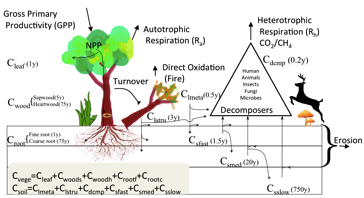 Gross Primary
Productivity (GPP)
Autotrophic
Respiration (Ra)
Heterotrophic
Respiration (Rh)
CO2/CH4
NPP
Cleaf (1y)
Cdcmp (0.2y)
Direct Oxidation
(Fire)
Turnover
Cwood{Sapwood(5y)
Heartwood(75y)
Clmeta(0.5y)
Human
Animals
Insects
Fungi
Microbes
Decomposers
Clstru (3y)
Croot{Fine root (1y)
Coarse root (75y)
Csfast (1.5y)
Erosion
Csmed (20y)
Csslow (750y)
Cvege=Cleaf+Cwoods+Cwoodh+Crootf+Crootc
Csoil=Clmeta+Clstru+Cdcmp+Csfast+Csmed+Csslow